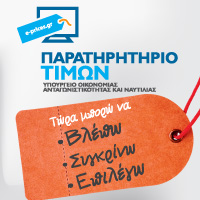 e-prices.gr
ΠΑΡΑΤΗΡΗΤΗΡΙΟ
ΤΙΜΩΝ
ΥΠΟΥΡΓΕΙΟ ΟΙΚΟΝΟΜΙΑΣ
ΑΝΤΑΓΩΝΙΣΤΙΚΟΤΗΤΑΣ ΚΑΙ ΝΑΥΤΙΛΙΑΣ
Τώρα μπορώ να
• Βλέπω
• Συγκρίνω
• Επιλέγω